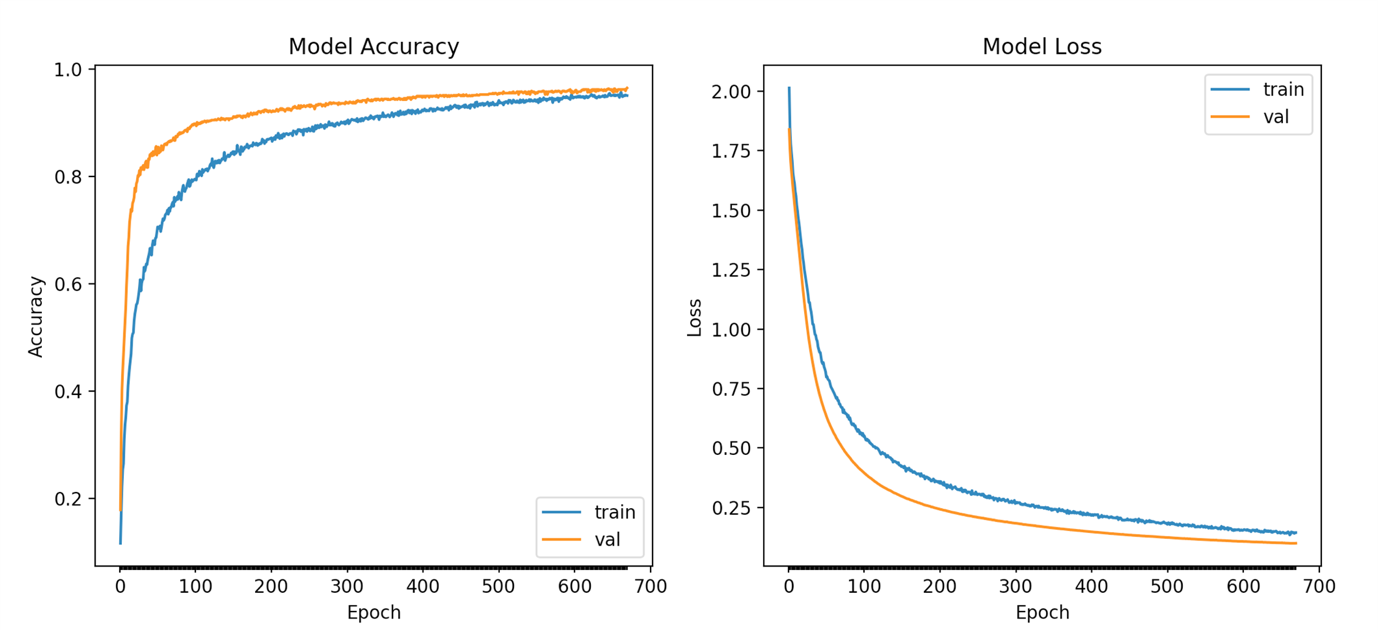 Model Accuracy
1.0
0.8
0.6
0.4
0.2
Accuracy
train
val
0 100 200 300 400 500 600 700
Epoch
Model Loss
train
val
2.00
1.75
1.50
1.25
1.00
0.75
0.50
0.25
Loss
0 100 200 300 400 500 600 700
Epoch